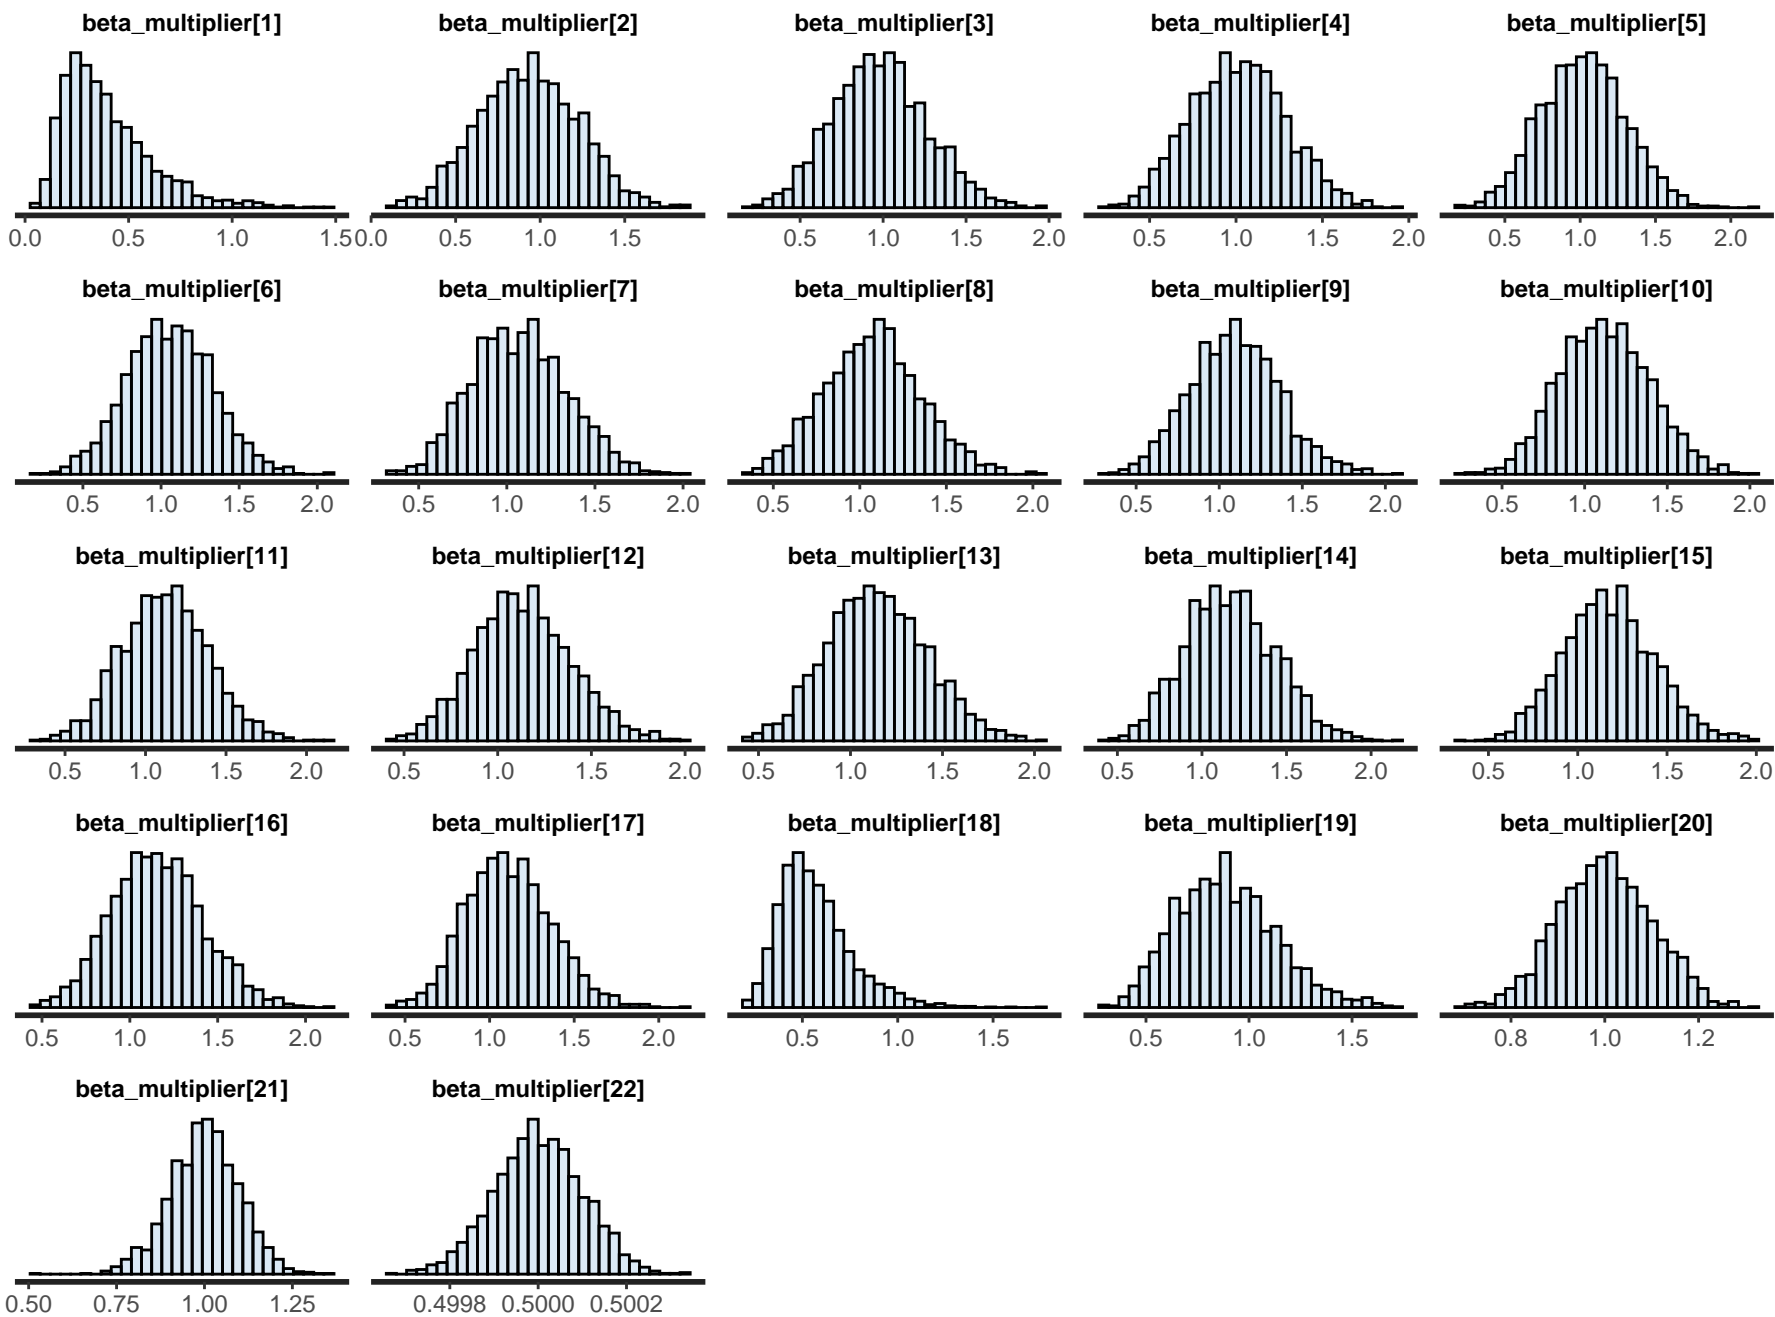 beta_multiplier[1] beta_multiplier[2] beta_multiplier[3] beta_multiplier[4] beta_multiplier[5]
0.0 0.5 1.0 1.5 0.0 0.5 1.0 1.5 0.5 1.0 1.5 2.0 0.5 1.0 1.5 2.0 0.5 1.0 1.5 2.0
beta_multiplier[6] beta_multiplier[7] beta_multiplier[8] beta_multiplier[9] beta_multiplier[10]
0.5 1.0 1.5 2.0 0.5 1.0 1.5 2.0 0.5 1.0 1.5 2.0 0.5 1.0 1.5 2.0 0.5 1.0 1.5 2.0
beta_multiplier[11] beta_multiplier[12] beta_multiplier[13] beta_multiplier[14] beta_multiplier[15]
0.5 1.0 1.5 2.0 0.5 1.0 1.5 2.0 0.5 1.0 1.5 2.0 0.5 1.0 1.5 2.0 0.5 1.0 1.5 2.0
beta_multiplier[16] beta_multiplier[17] beta_multiplier[18] beta_multiplier[19] beta_multiplier[20]
0.5 1.0 1.5 2.0 0.5 1.0 1.5 2.0 0.5 1.0 1.5 0.5 1.0 1.5 0.8 1.0 1.2
beta_multiplier[21] beta_multiplier[22]
0.50 0.75 1.00 1.25 0.4998 0.5000 0.5002